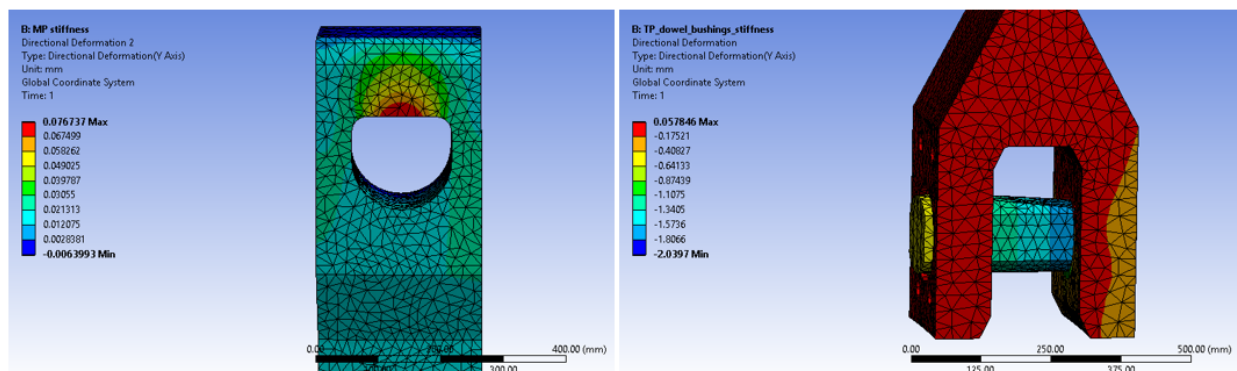 B: MP stiffness
Directional Deformation 2
Type: Directional Deformation(Y Axis)
Unit: mm
Global Coordinate System
Time: 1
0.076737 Max
0.067499
0.058262
0.049025
0.039787
0.03055
0.021313
0.012075
0.0028381
-0.0063993 Min
0.00
400.00 (mm)
300.00
B: TP_dowel_bushings_stiffness
Directional Deformation
Type: Directional Deformation(Y Axis)
Unit: mm
Global Coordinate System
Time: 1
0.057846 Max
-0.17521
-0.40827
-0.64133
-0.87439
-1.1075
-1.3405
-1.5736
-1.8066
-2.0397 Min
0.00
250.00
500.00 (mm)
125.00
375.00